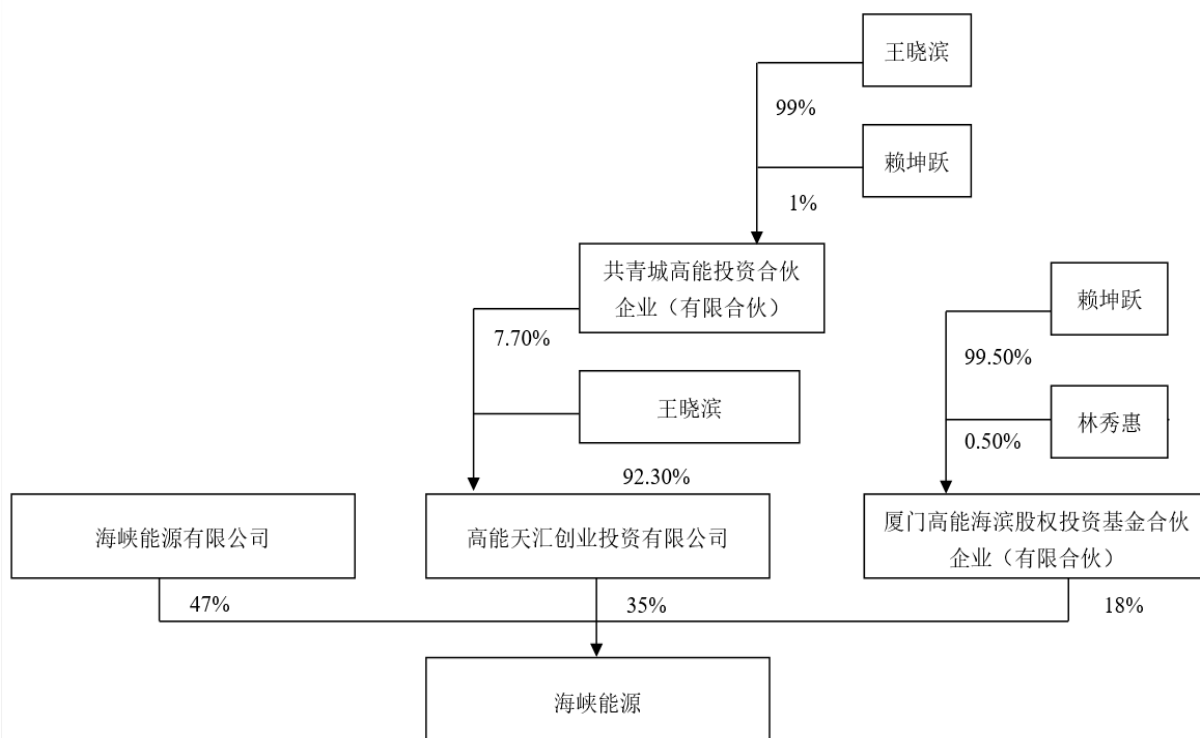 王晓滨
99%
赖坤跃
1%
共青城高能投资合伙
企业（有限合伙）
赖坤跃
7.70%
99.50%
王晓滨
林秀惠
0.50%
92.30%
海峡能源有限公司
高能天汇创业投资有限公司
厦门高能海滨股权投资基金合伙
企业（有限合伙）
47%
35%
18%
海峡能源